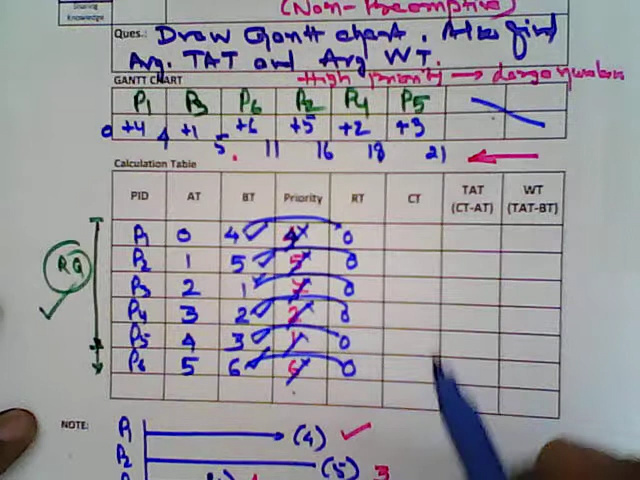 Sharing
Knowledge
(Non-Preemptive)
Ques.: Draw Gantt chart. Also find
Avg. TAT and Avg WT.
GANTT CHART High Priority → Large number
P1 P3 P6 P2 P4 P5
+4 +1 +6 +5 +2 +3
0 4 5 11 16 18 21
Calculation Table
PID AT BT Priority RT CT TAT (CT-AT) WT (TAT-BT)
P1 0 4 4 0
P2 1 5 5 0
P3 2 1 0
P4 3 2 2 0
P5 4 3 1 0
P6 5 6 6 0
RQ
NOTE:
P1 (4)
P2 (5) 3